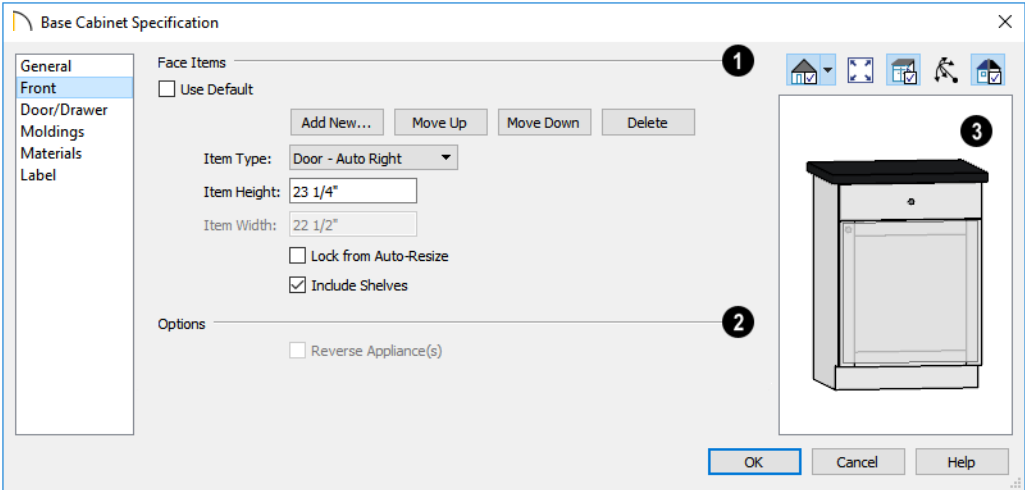 Base Cabinet Specification
General
Front
Door/Drawer
Moldings
Materials
Label
Face Items
1
Use Default
Add New... Move Up Move Down Delete
Item Type: Door - Auto Right
Item Height: 23 1/4"
Item Width: 22 1/2"
Lock from Auto-Resize
Include Shelves
Options
2
Reverse Appliance(s)
3
OK Cancel Help